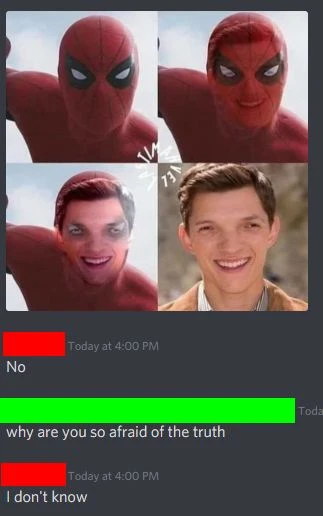 Today at 4:00 PM
No
Toda
why are you so afraid of the truth
Today at 4:00 PM
I don't know